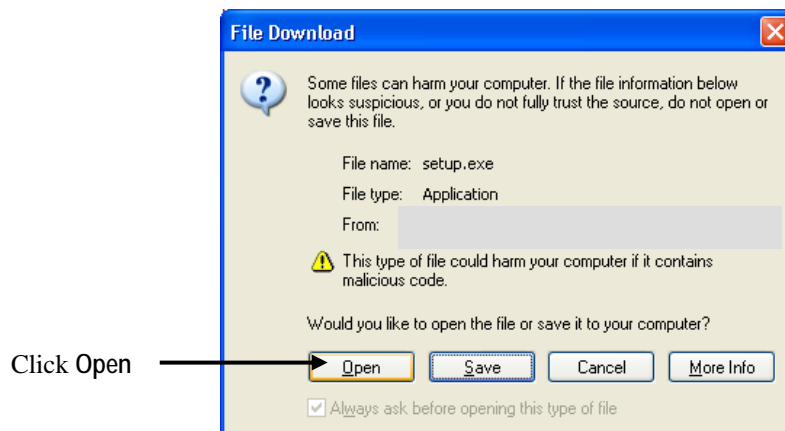 File Download
Some files can harm your computer. If the file information below
looks suspicious, or you do not fully trust the source, do not open or
save this file.
File name: setup.exe
File type: Application
From:
This type of file could harm your computer if it contains
malicious code.
Would you like to open the file or save it to your computer?
Click Open
Open Save Cancel More Info
Always ask before opening this type of file